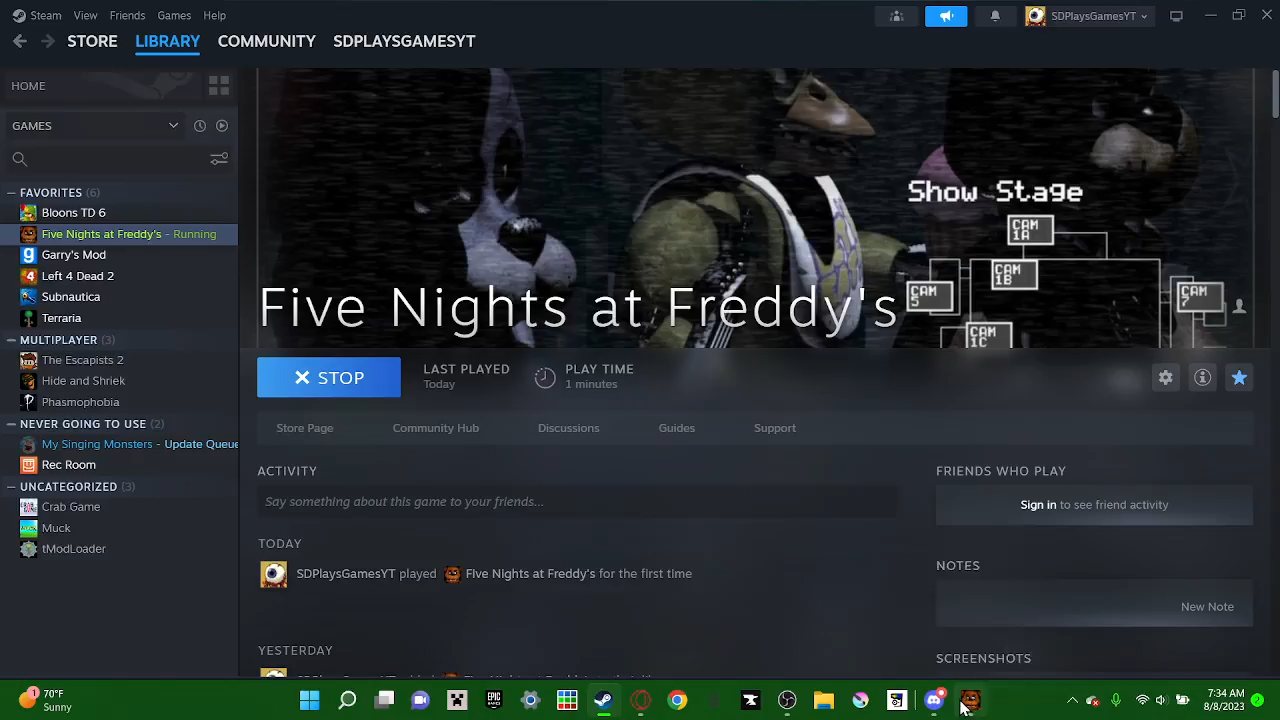 Steam View Friends Games Help SDPlaysGamesYT
STORE LIBRARY COMMUNITY SDPLAYSGAMESYT
HOME
GAMES
FAVORITES (6)
Bloons TD 6
Five Nights at Freddy's - Running
Garry's Mod
Left 4 Dead 2
Subnautica
Terraria
MULTIPLAYER (3)
The Escapists 2
Hide and Shriek
Phasmophobia
NEVER GOING TO USE (2)
My Singing Monsters - Update Queue
Rec Room
UNCATEGORIZED (3)
Crab Game
Muck
tModLoader
Show Stage
CAM 1A
CAM 1B
CAM 5
CAM 7
CAM 1C
Five Nights at Freddy's
STOP
LAST PLAYED
Today
PLAY TIME
1 minutes
Store Page Community Hub Discussions Guides Support
ACTIVITY
Say something about this game to your friends...
TODAY
SDPlaysGamesYT played Five Nights at Freddy's for the first time
YESTERDAY
FRIENDS WHO PLAY
Sign in to see friend activity
NOTES
New Note
SCREENSHOTS
1
70°F
Sunny
EPIC GAMES
7:34 AM
8/8/2023
2